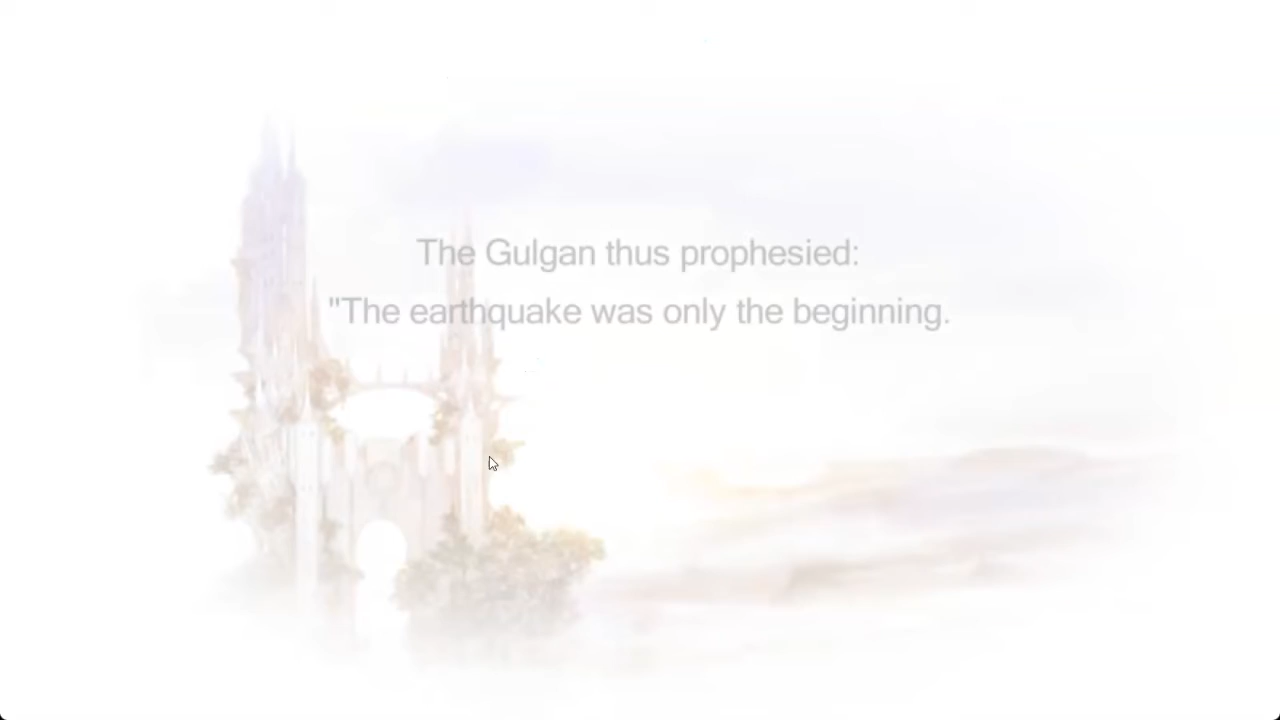 The Gulgan thus prophesied:
"The earthquake was only the beginning.